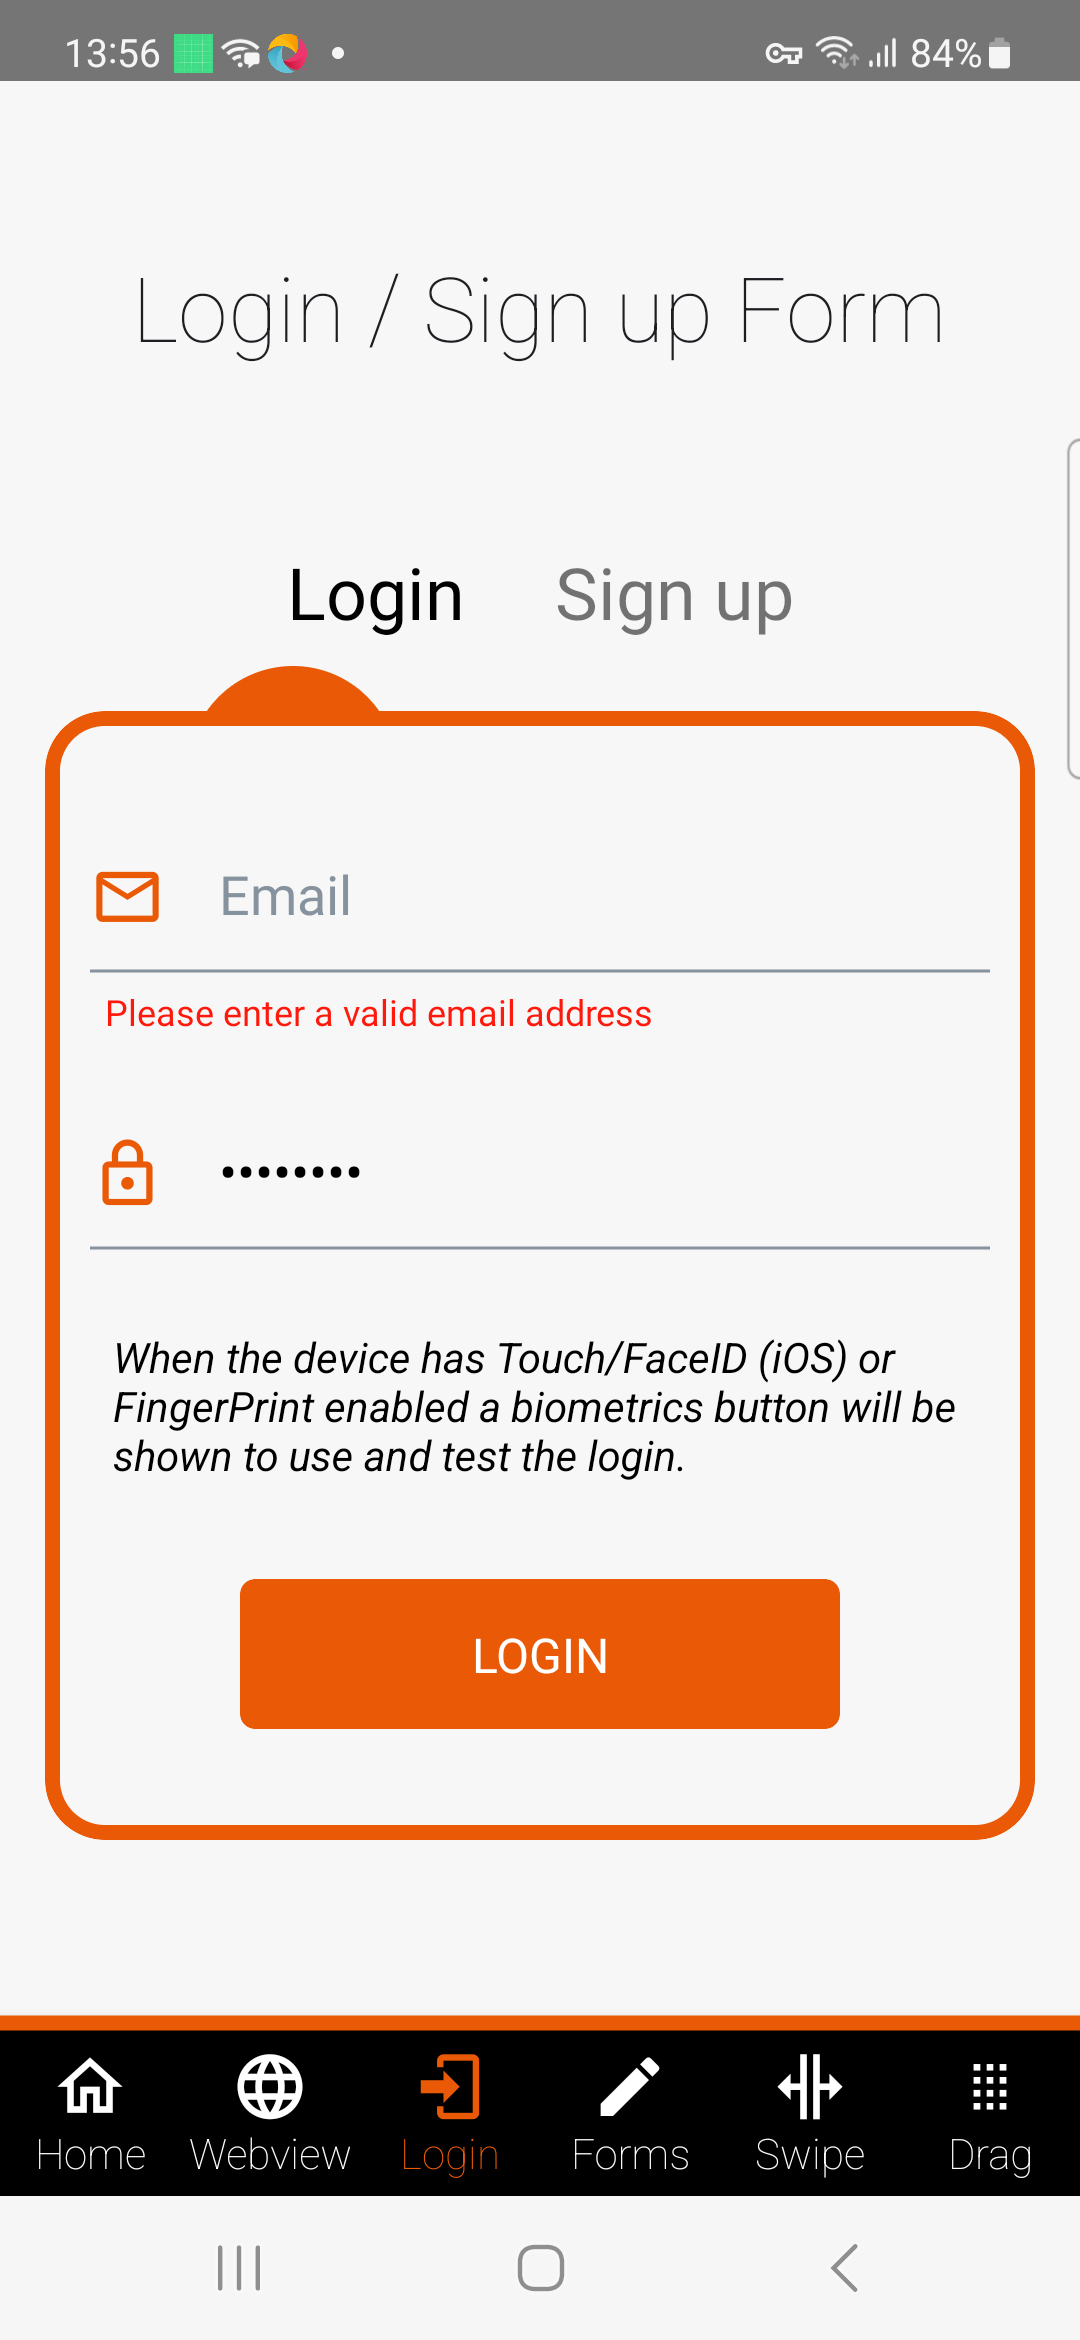 13:56
84%
Login / Sign up Form
Login Sign up
Email
Please enter a valid email address
••••••••
When the device has Touch/FaceID (iOS) or
FingerPrint enabled a biometrics button will be
shown to use and test the login.
LOGIN
Home Webview Login Forms Swipe Drag